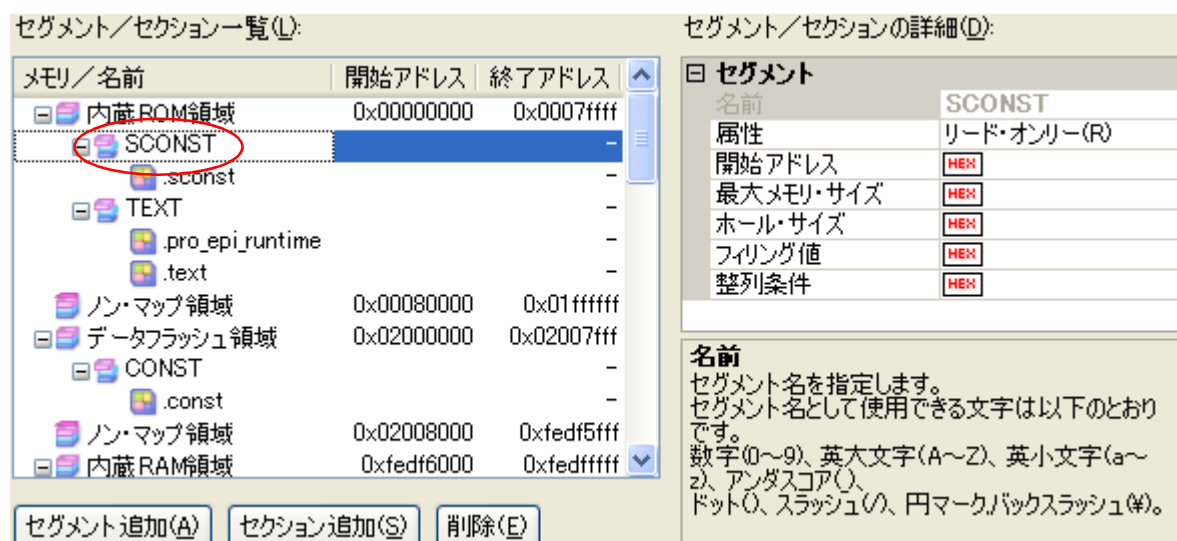 セグメント／セクション一覧(L):
メモリ／名前 開始アドレス 終了アドレス
内蔵ROM領域 0x00000000 0x0007ffff
SCONST -
.sconst -
TEXT -
.pro_epi_runtime -
.text -
ノン・マップ領域 0x00080000 0x01ffffff
データフラッシュ領域 0x02000000 0x02007fff
CONST -
.const -
ノン・マップ領域 0x02008000 0xfedf5fff
内蔵RAM領域 0xfedf6000 0xfedfffff
セグメント追加(A) セクション追加(S) 削除(E)
セグメント／セクションの詳細(D):
セグメント
名前 SCONST
属性 リード・オンリー(R)
開始アドレス HEX
最大メモリ・サイズ HEX
ホール・サイズ HEX
フィリング値 HEX
整列条件 HEX
名前
セグメント名を指定します。
セグメント名として使用できる文字は以下のとおり
です。
数字(0～9)、英大文字(A～Z)、英小文字(a～
z)、アンダスコア(_)、
ドット(.)、スラッシュ(/)、円マーク,バックスラッシュ(¥)。